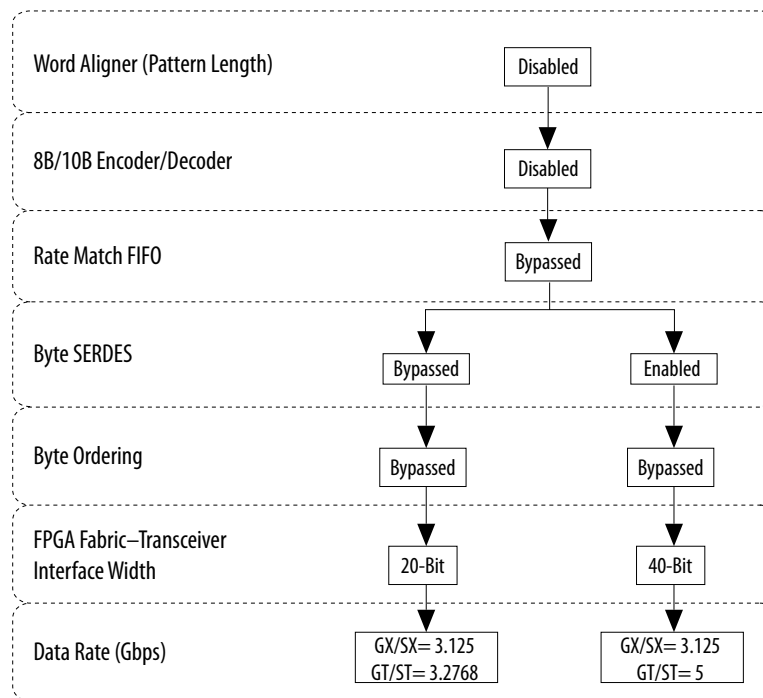 Word Aligner (Pattern Length)
Disabled
8B/10B Encoder/Decoder
Disabled
Rate Match FIFO
Bypassed
Byte SERDES
Bypassed
Enabled
Byte Ordering
Bypassed
Bypassed
FPGA Fabric–Transceiver
Interface Width
20-Bit
40-Bit
Data Rate (Gbps)
GX/SX= 3.125
GT/ST= 3.2768
GX/SX= 3.125
GT/ST= 5